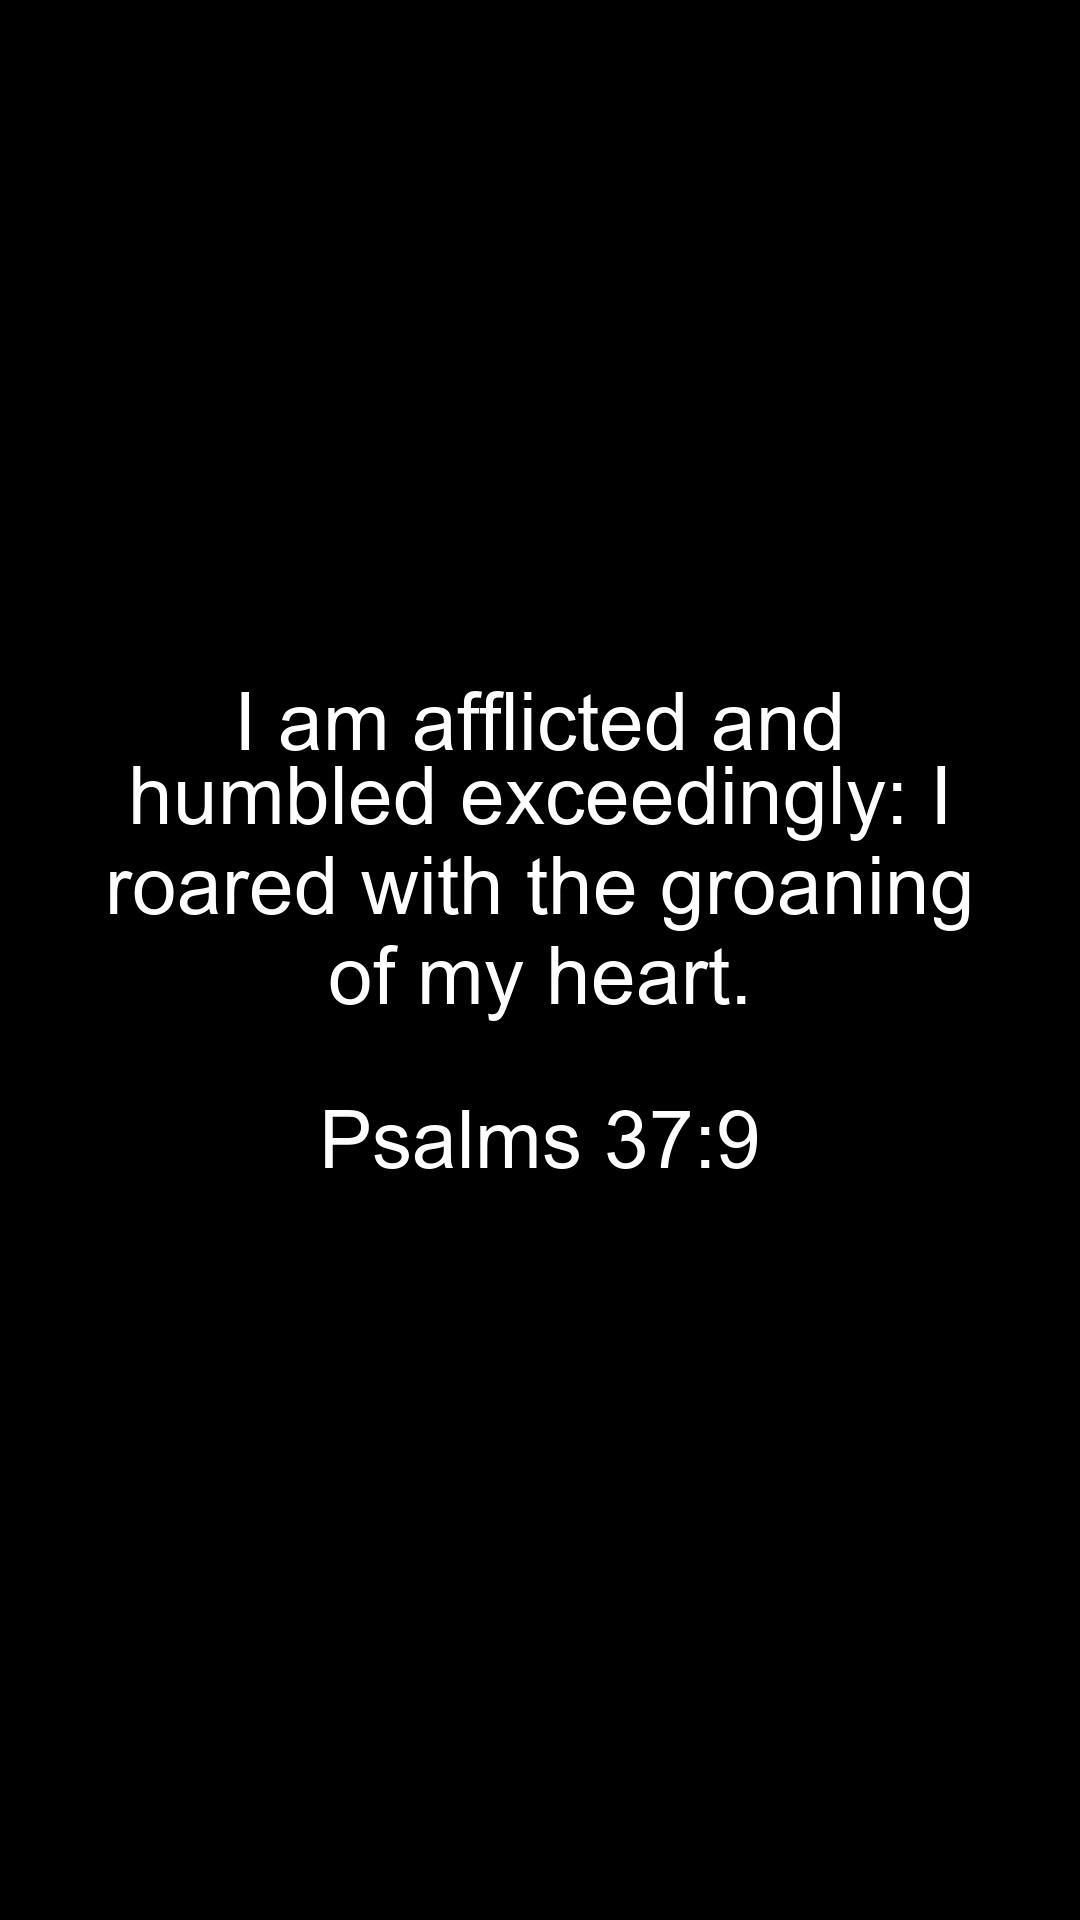 I am afflicted and
humbled exceedingly: I
roared with the groaning
of my heart.
Psalms 37:9